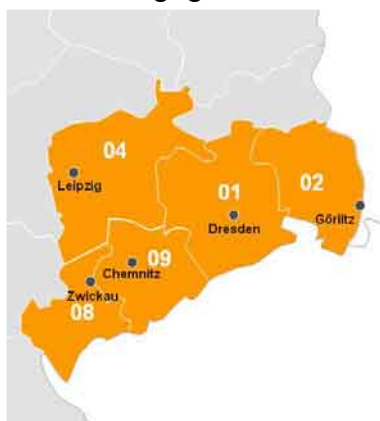 04
Leipzig
01
02
Dresden
Görlitz
09
Chemnitz
Zwickau
08